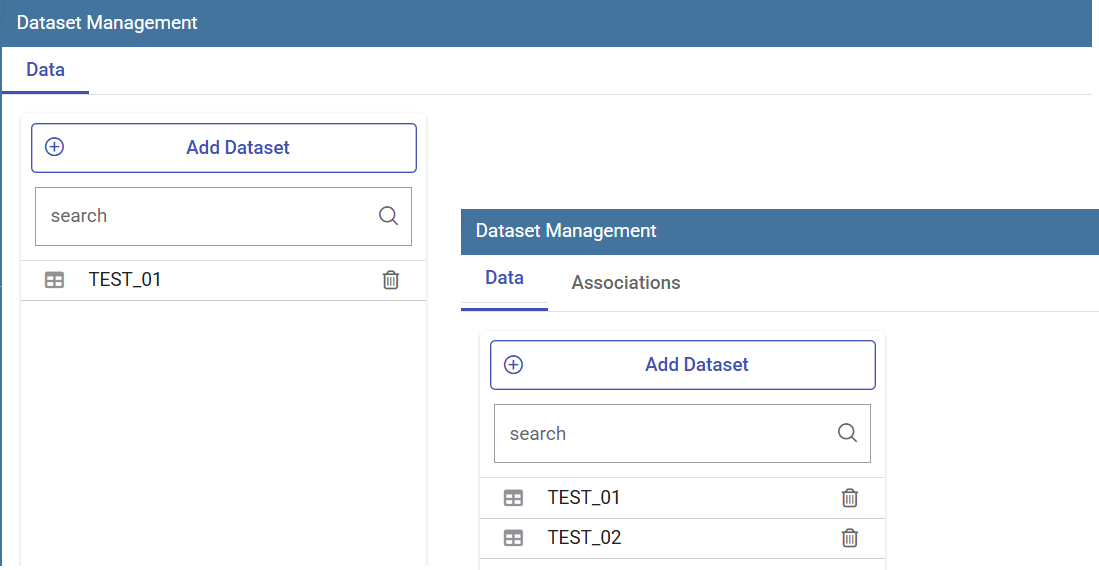 Dataset Management
Data
Add Dataset
search
TEST_01
Dataset Management
Data Associations
Add Dataset
search
TEST_01
TEST_02